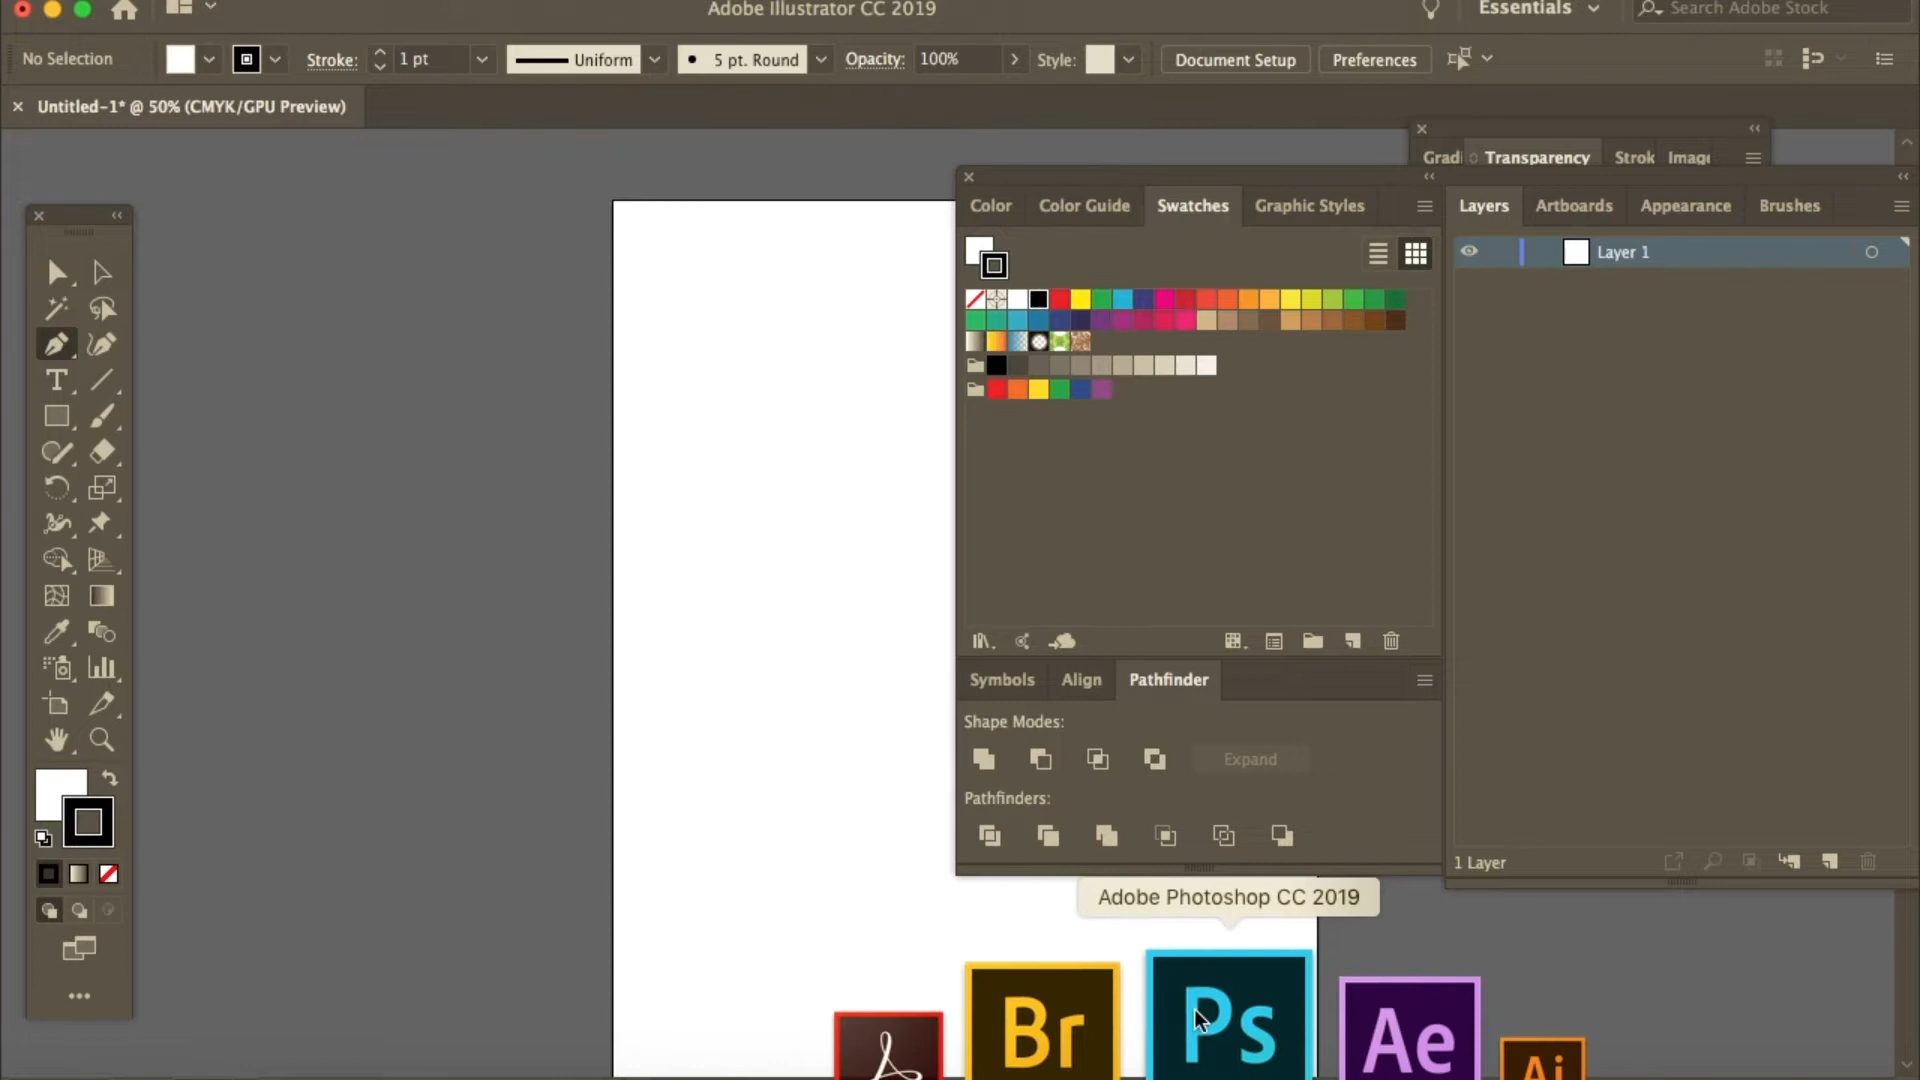 Adobe Illustrator CC 2019
Essentials
Search Adobe Stock
No Selection
Stroke:
1 pt
Uniform
5 pt. Round
Opacity:
100%
Style:
Document Setup
Preferences
× Untitled-1* @ 50% (CMYK/GPU Preview)
Gradi
Transparency
Strok
Imag
Color
Color Guide
Swatches
Graphic Styles
Layers
Artboards
Appearance
Brushes
Layer 1
Symbols
Align
Pathfinder
Shape Modes:
Expand
Pathfinders:
1 Layer
Adobe Photoshop CC 2019
Br
Ps
Ae
Ai